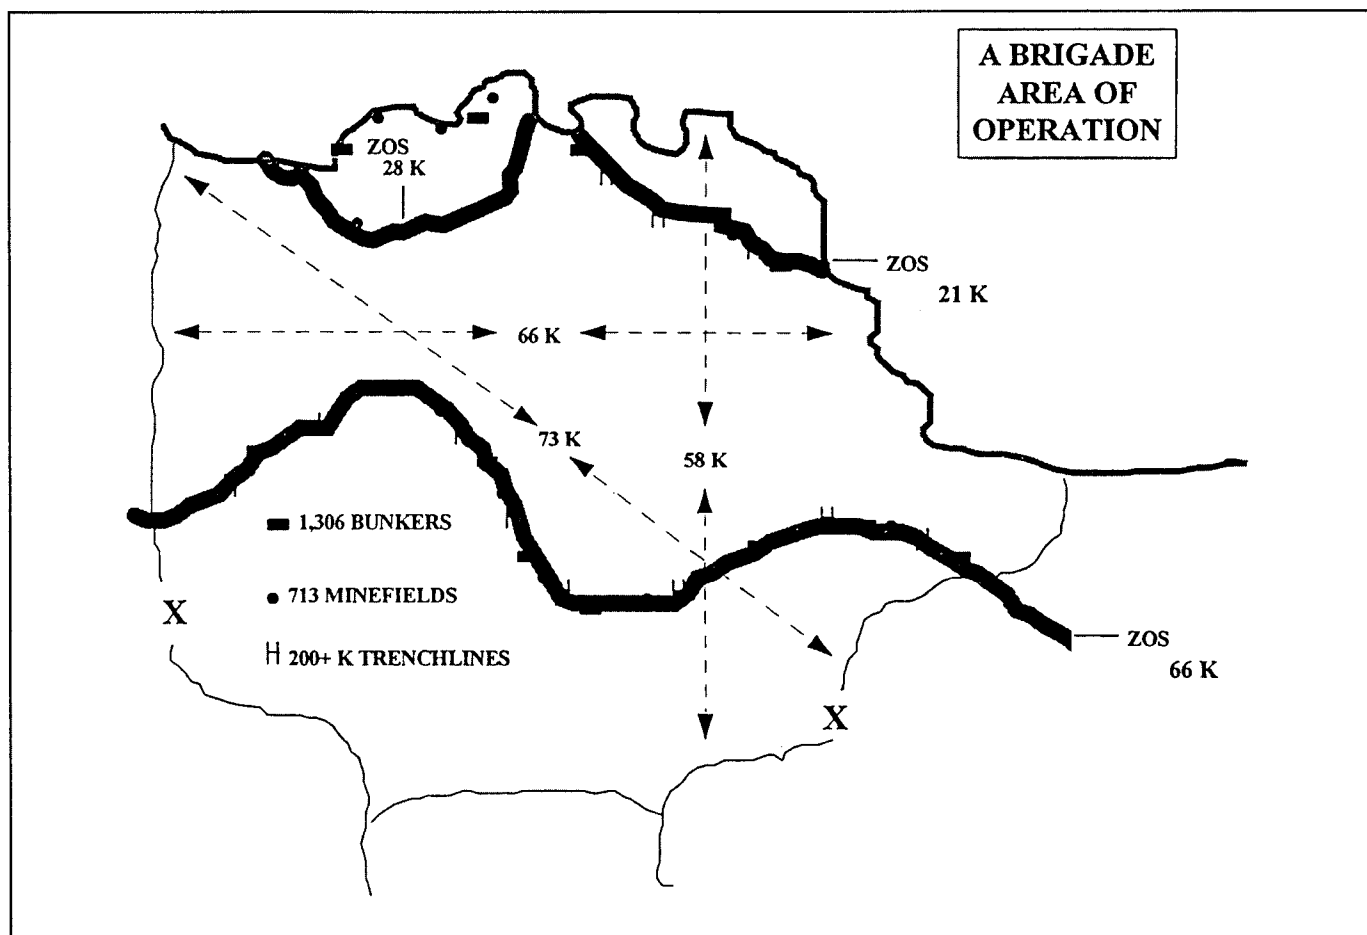 A BRIGADE
AREA OF
OPERATION
ZOS
28 K
ZOS
21 K
66 K
73 K
58 K
1,306 BUNKERS
713 MINEFIELDS
X
200+ K TRENCHLINES
ZOS
66 K
X